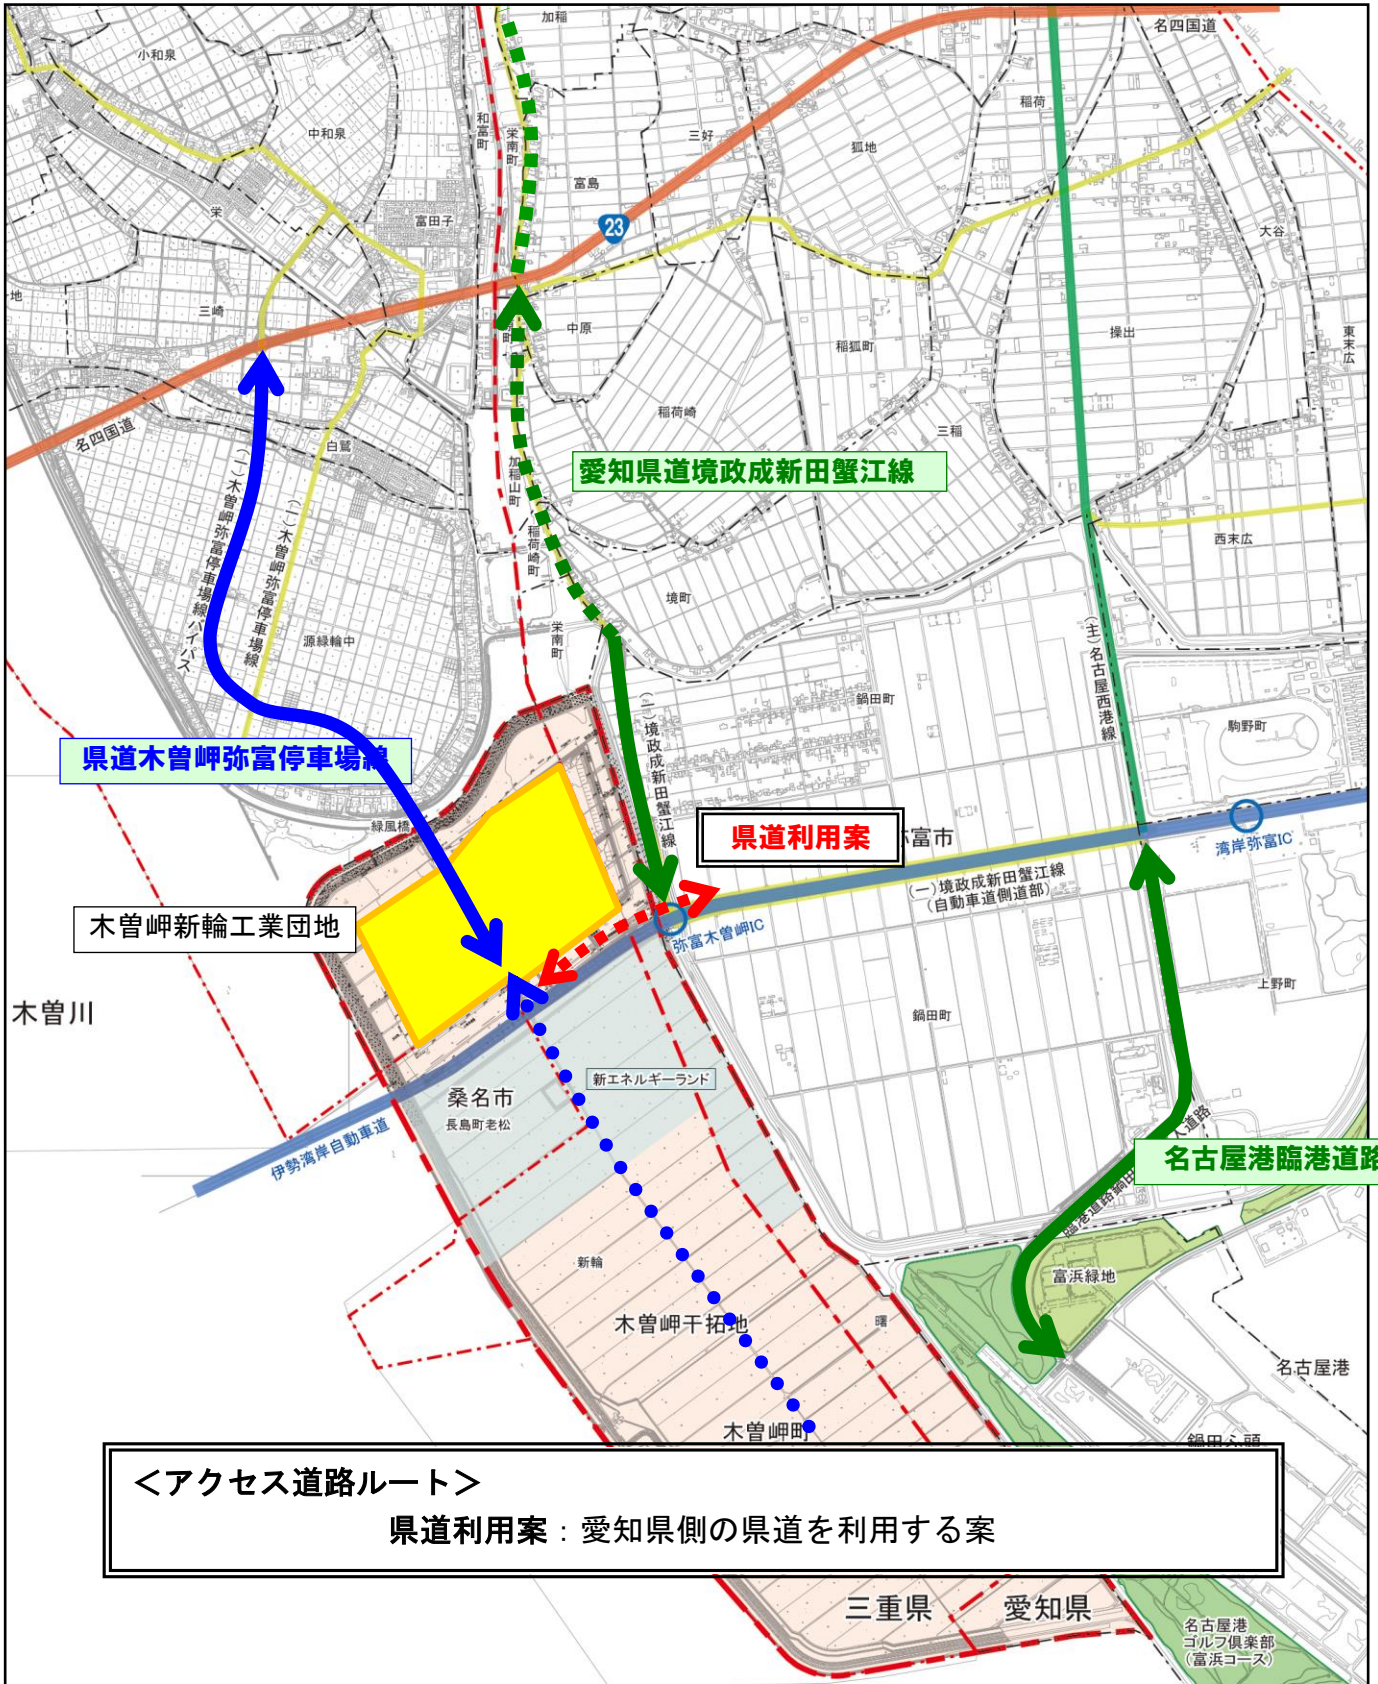 加稲
名四国道
小和泉
稲荷
和富町
栄南町
中和泉
三好
狐地
富島
栄
富田子
23
大谷
地
三崎
中原
稲狐町
操出
東末広
名四国道
白鷺
稲荷崎
三稲
加稲山町
愛知県道境政成新田蟹江線
(一)木曽岬弥富停車場線バイパス
(一)木曽岬弥富停車場線
稲荷崎町
西末広
境町
源緑輪中
栄南町
(主)名古屋西港線
鍋田町
駒野町
(一)境政成新田蟹江線
県道木曽岬弥富停車場線
緑風橋
県道利用案
弥富市
湾岸弥富IC
(一)境政成新田蟹江線
(自動車道側道部)
木曽岬新輪工業団地
弥富木曽岬IC
上野町
木曽川
鍋田町
新エネルギーランド
桑名市
長島町老松
伊勢湾岸自動車道
名古屋港臨港道路
臨港道路鍋田
新輪
富浜緑地
木曽岬干拓地
曙
名古屋港
木曽岬町
鍋田ふ頭
＜アクセス道路ルート＞
県道利用案：愛知県側の県道を利用する案
三重県
愛知県
名古屋港
ゴルフ倶楽部
(富浜コース)